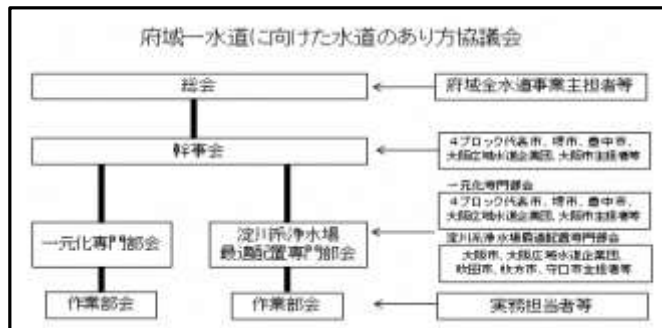 府域一水道に向けた水道のあり方協議会
総会
府域全水道事業主担者等
幹事会
4ブロック代表市、堺市、豊中市、
大阪広域水道企業団、大阪市主担者等
一元化専門部会
4ブロック代表市、堺市、豊中市、
大阪広域水道企業団、大阪市主担者等
一元化専門部会
淀川系浄水場
最適配置専門部会
淀川系浄水場最適配置専門部会
大阪市、大阪広域水道企業団、
吹田市、枚方市、守口市主担者等
作業部会
作業部会
実務担当者等